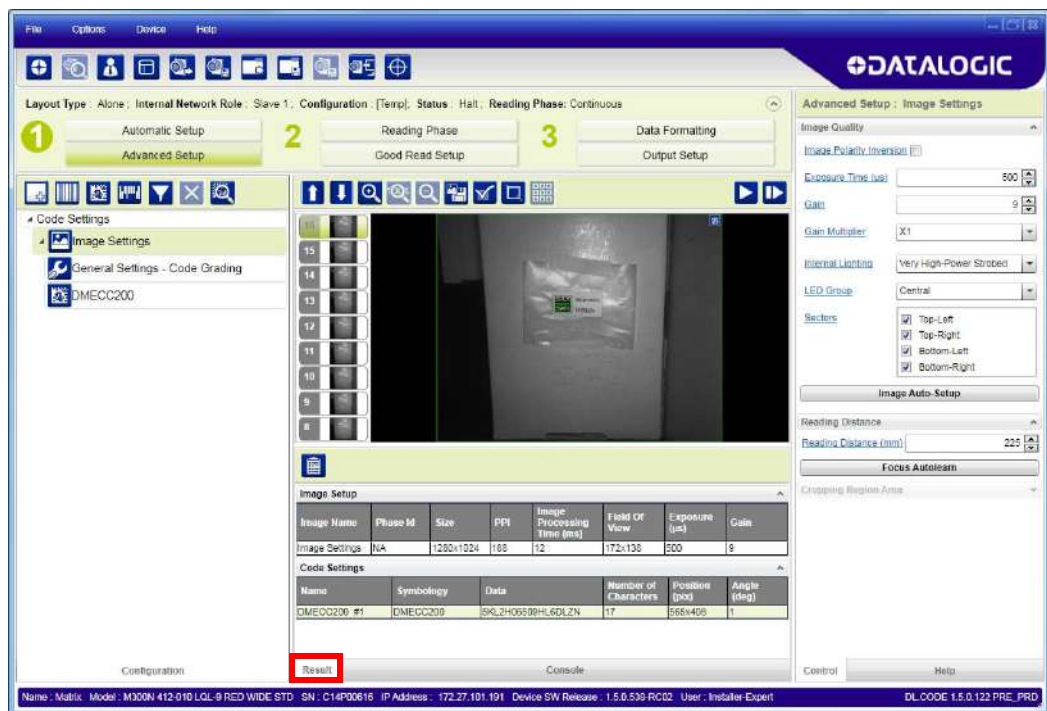 File Options Device Help
DATALOGIC
Layout Type : Alone ; Internal Network Role : Slave 1 ; Configuration : [Temp]; Status : Halt ; Reading Phase: Continuous
1 Automatic Setup 2 Reading Phase 3 Data Formatting
Advanced Setup Good Read Setup Output Setup
Code Settings
Image Settings
General Settings - Code Grading
DMECC200
Configuration
16
15
14
13
12
11
10
9
8
Image Setup
Image Name Phase Id Size PPI Image Processing Time (ms) Field Of View Exposure (µs) Gain
Image Settings NA 1280x1024 188 12 172x138 500 9
Code Settings
Name Symbology Data Number of Characters Position (pix) Angle (deg)
DMECC200 #1 DMECC200 17 1
Result Console
Advanced Setup : Image Settings
Image Quality
Image Polarity Inversion
Exposure Time (us) 500
Gain 9
Gain Multiplier X1
Internal Lighting Very High-Power Strobed
LED Group Central
Sectors Top-Left
Top-Right
Bottom-Left
Bottom-Right
Image Auto-Setup
Reading Distance
Reading Distance (mm) 225
Focus Autolearn
Cropping Region Area
Control Help
Name : Matrix Model : M300N 412-010 LQL-9 RED WIDE STD SN : C14P00616 IP Address : 172.27.101.191 Device SW Release : 1.5.0.538-RC02 User : Installer-Expert DL.CODE 1.5.0.122 PRE_PRD